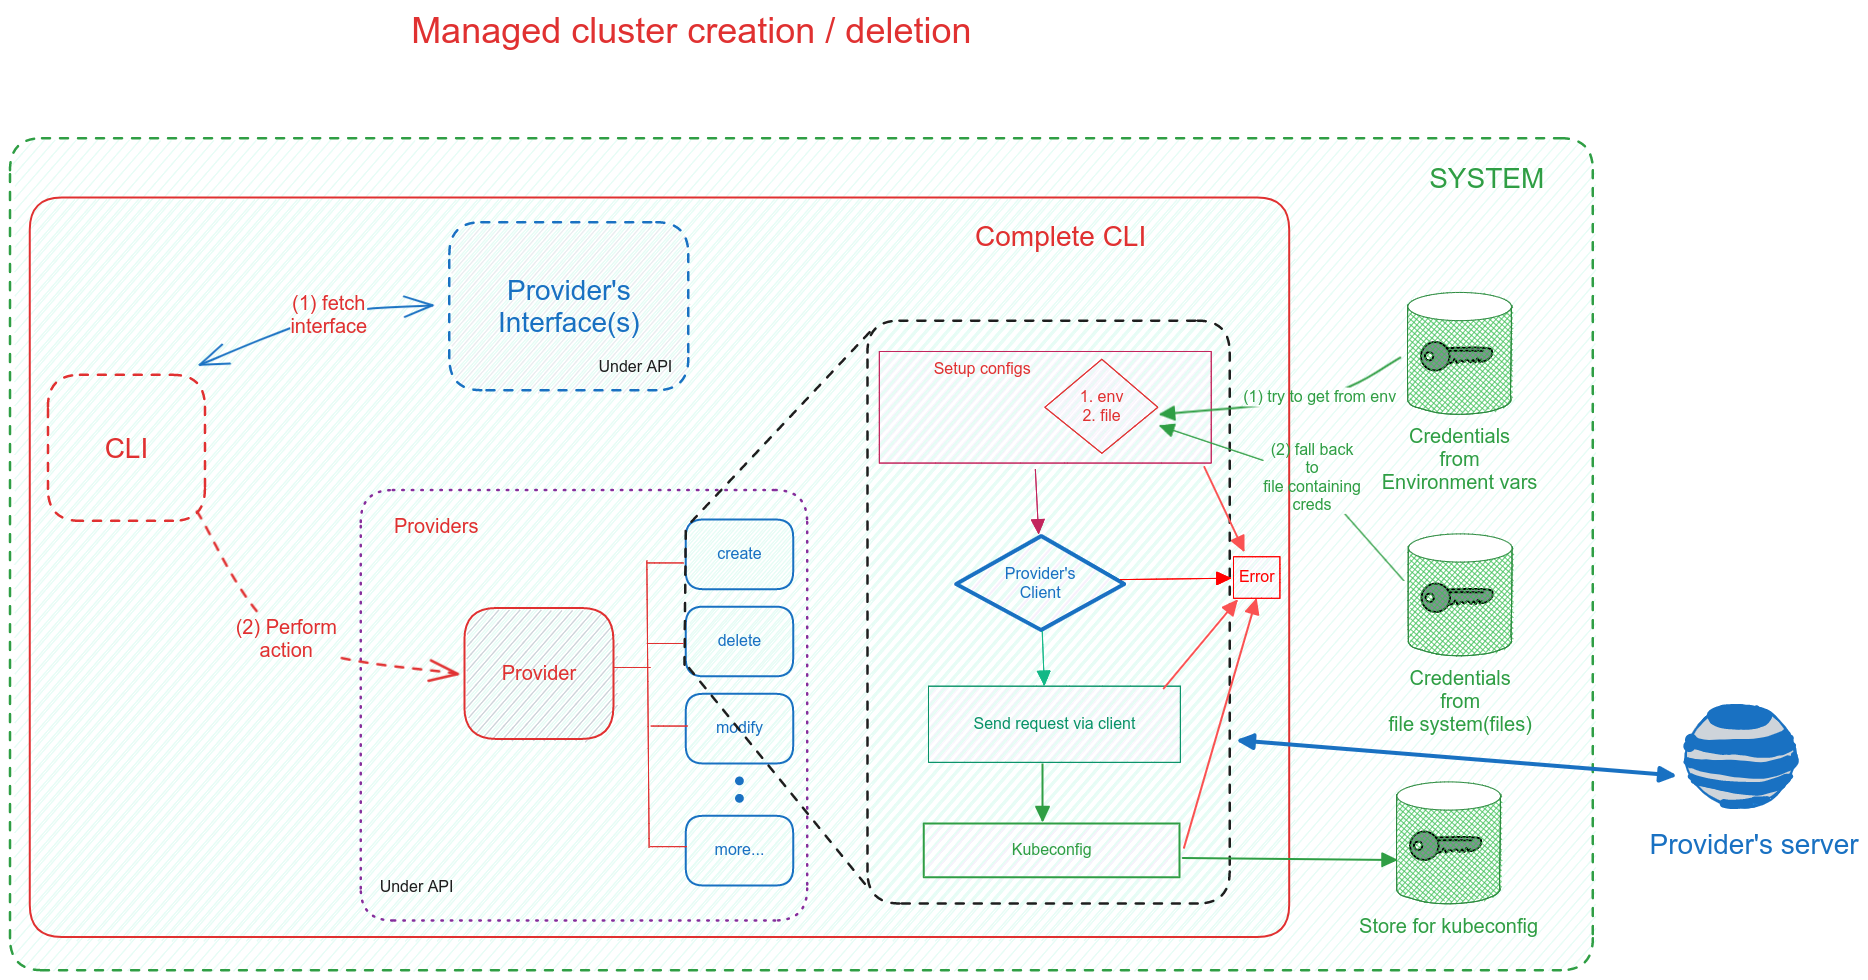 Managed cluster creation / deletion
SYSTEM
Complete CLI
Provider's
Interface(s)
Under API
(1) fetch
interface
CLI
(2) Perform
action
Providers
Provider
create
delete
modify
more...
Under API
Setup configs
1. env
2. file
Provider's
Client
Error
Send request via client
Kubeconfig
(1) try to get from env
(2) fall back
to
file containing
creds
Credentials
from
Environment vars
Credentials
from
file system(files)
Store for kubeconfig
Provider's server